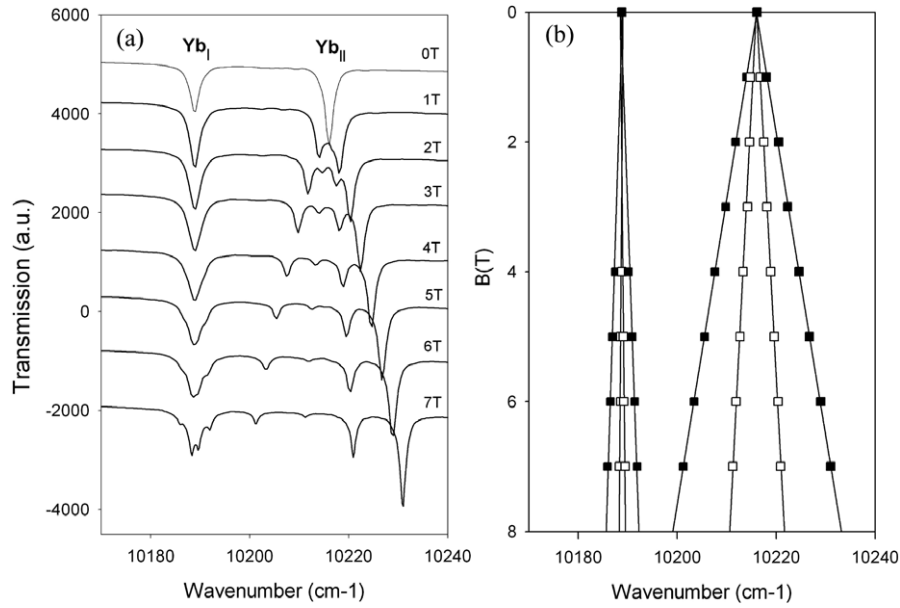 (a)
Yb_I
Yb_II
0T
1T
2T
3T
4T
5T
6T
7T
6000
4000
2000
0
-2000
-4000
Transmission (a.u.)
10180
10200
10220
10240
Wavenumber (cm-1)
(b)
0
2
4
6
8
B(T)
10180
10200
10220
10240
Wavenumber (cm-1)